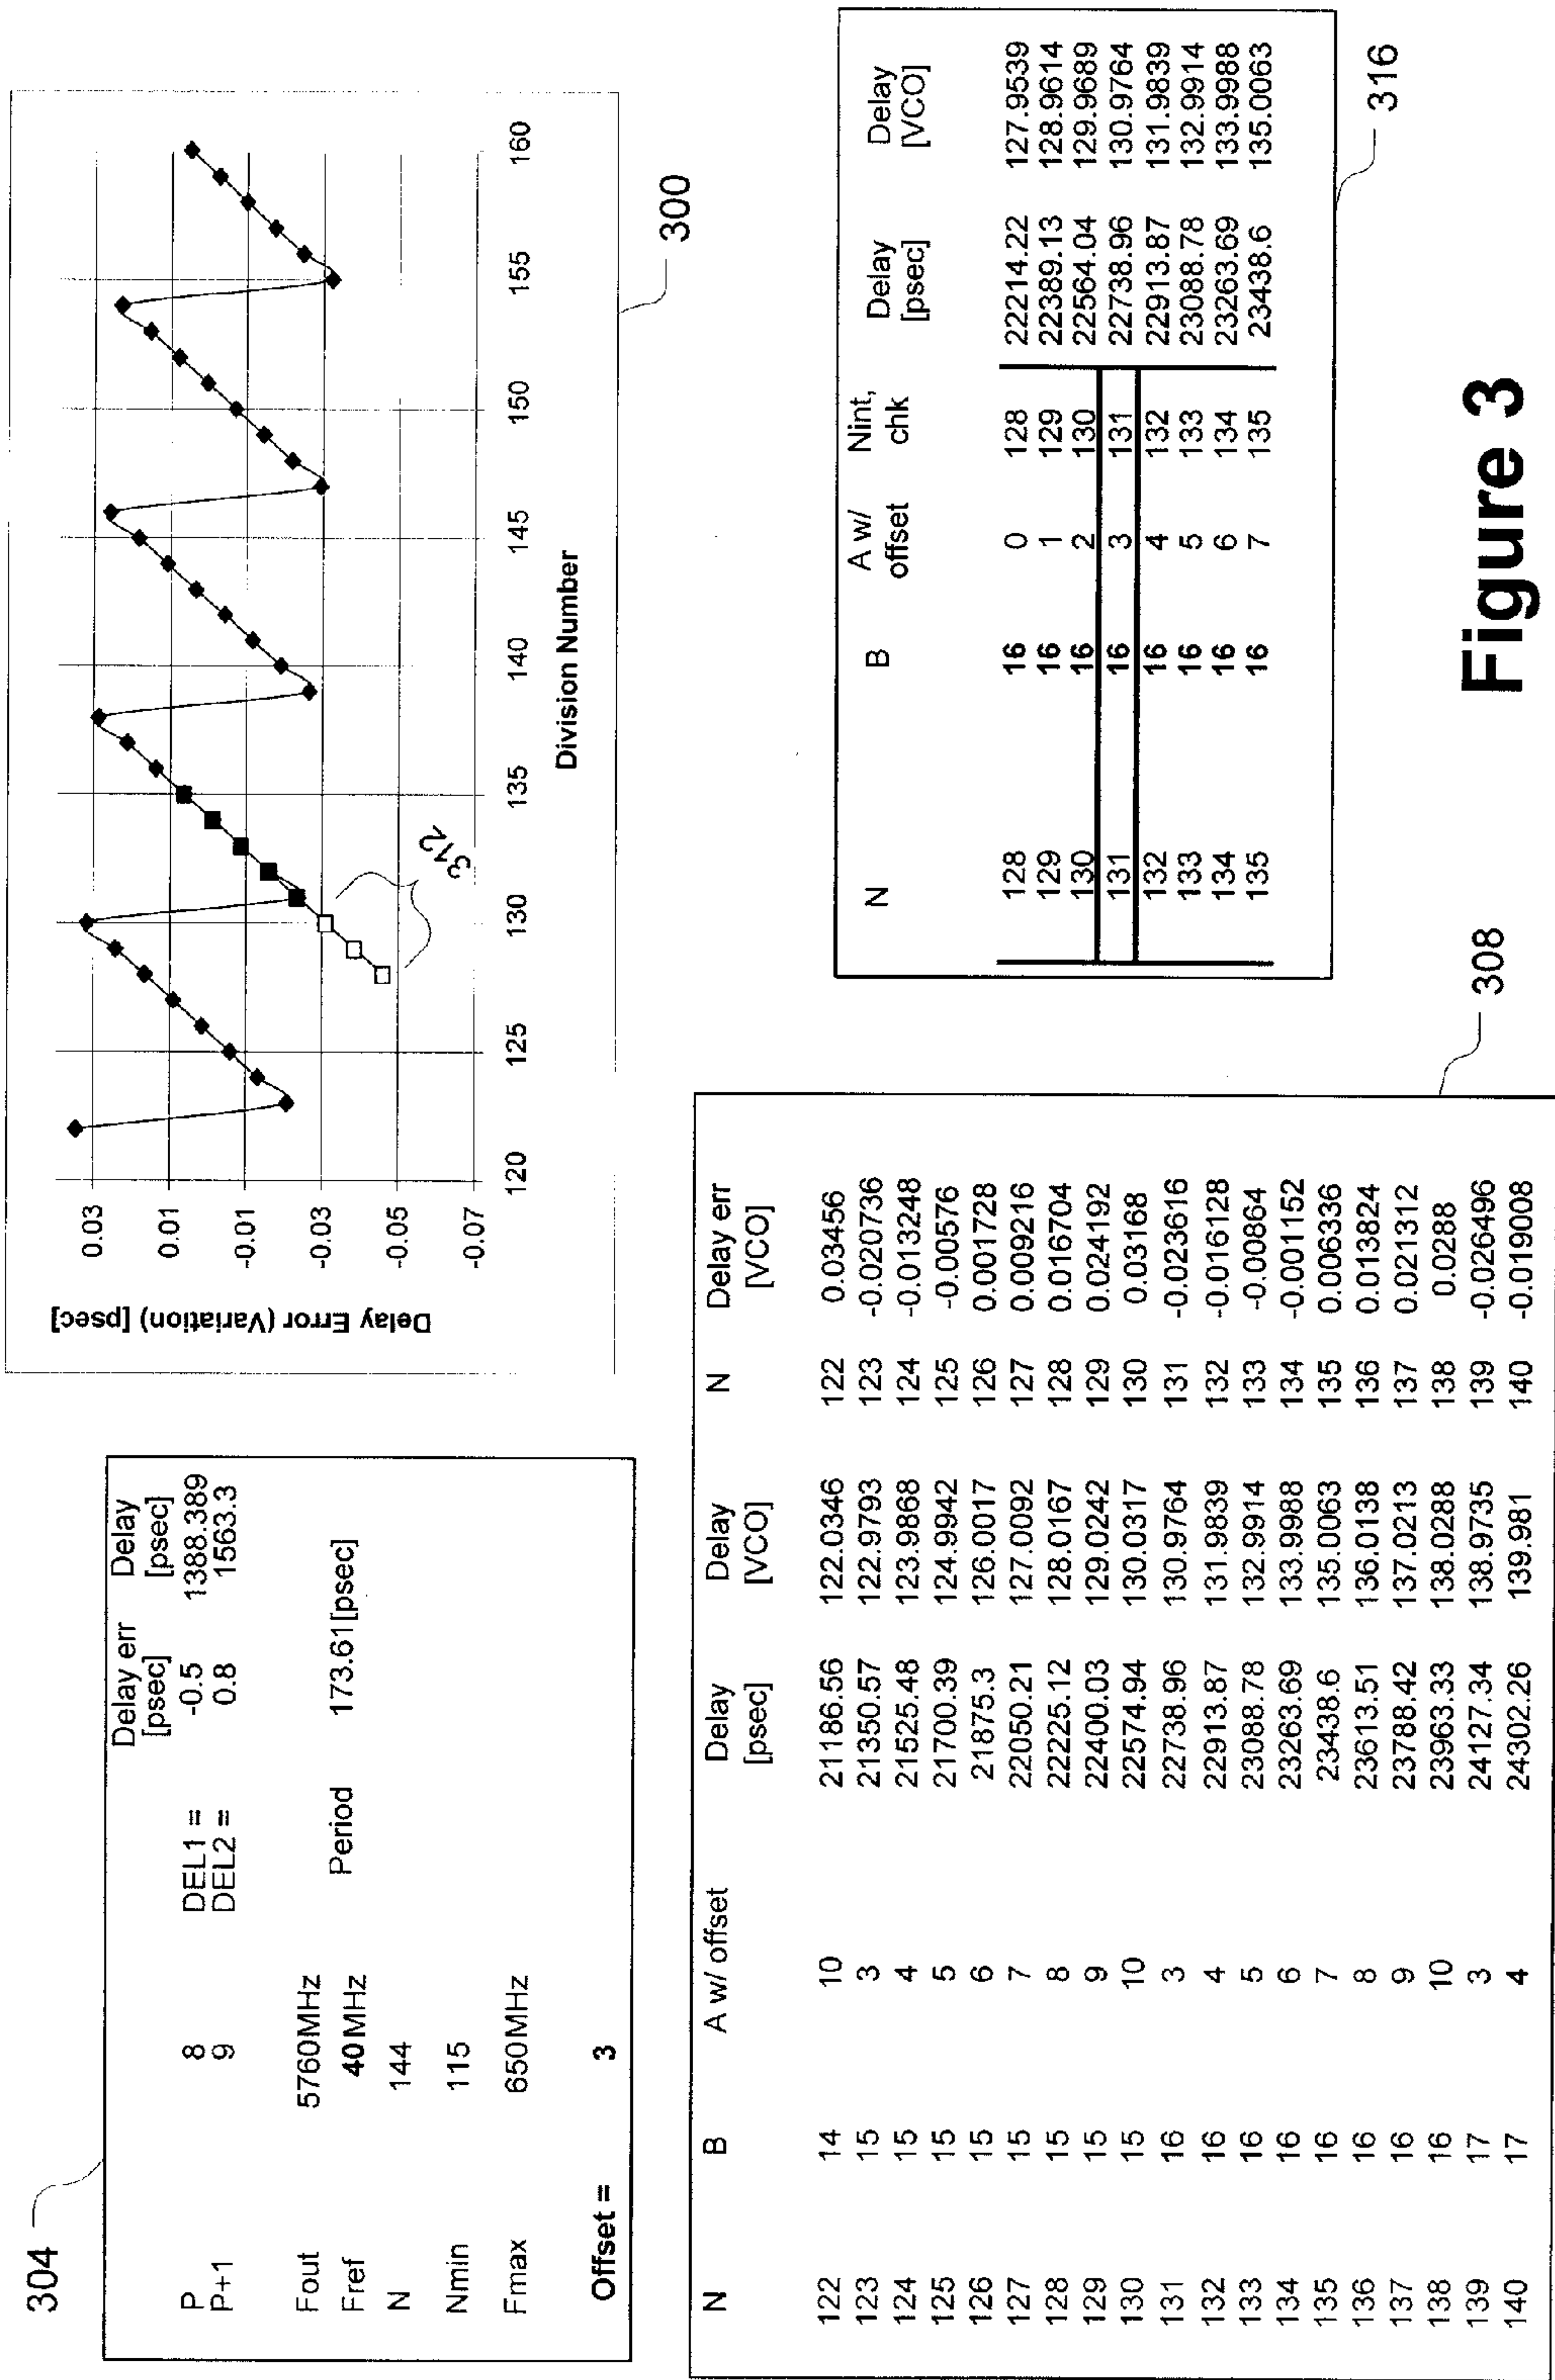 304
Delay err Delay
[psec] [psec]
P 8 DEL1 = -0.5 1388.389
P+1 9 DEL2 = 0.8 1563.3
Fout 5760MHz
Fref 40MHz Period 173.61[psec]
N 144
Nmin 115
Fmax 650MHz
Offset = 3
Delay Error (Variation) [psec]
0.03
0.01
-0.01
-0.03
-0.05
-0.07
120 125 130 135 140 145 150 155 160
Division Number
312
300
N B A w/ offset Delay Delay N Delay err
[psec] [VCO] [VCO]
122 14 10 21186.56 122.0346 122 0.03456
123 15 3 21350.57 122.9793 123 -0.020736
124 15 4 21525.48 123.9868 124 -0.013248
125 15 5 21700.39 124.9942 125 -0.00576
126 15 6 21875.3 126.0017 126 0.001728
127 15 7 22050.21 127.0092 127 0.009216
128 15 8 22225.12 128.0167 128 0.016704
129 15 9 22400.03 129.0242 129 0.024192
130 15 10 22574.94 130.0317 130 0.03168
131 16 3 22738.96 130.9764 131 -0.023616
132 16 4 22913.87 131.9839 132 -0.016128
133 16 5 23088.78 132.9914 133 -0.00864
134 16 6 23263.69 133.9988 134 -0.001152
135 16 7 23438.6 135.0063 135 0.006336
136 16 8 23613.51 136.0138 136 0.013824
137 16 9 23788.42 137.0213 137 0.021312
138 16 10 23963.33 138.0288 138 0.0288
139 17 3 24127.34 138.9735 139 -0.026496
140 17 4 24302.26 139.981 140 -0.019008
308
N B A w/ Nint, Delay Delay
offset chk [psec] [VCO]
128 16 0 128 22214.22 127.9539
129 16 1 129 22389.13 128.9614
130 16 2 130 22564.04 129.9689
131 16 3 131 22738.96 130.9764
132 16 4 132 22913.87 131.9839
133 16 5 133 23088.78 132.9914
134 16 6 134 23263.69 133.9988
135 16 7 135 23438.6 135.0063
316
Figure 3